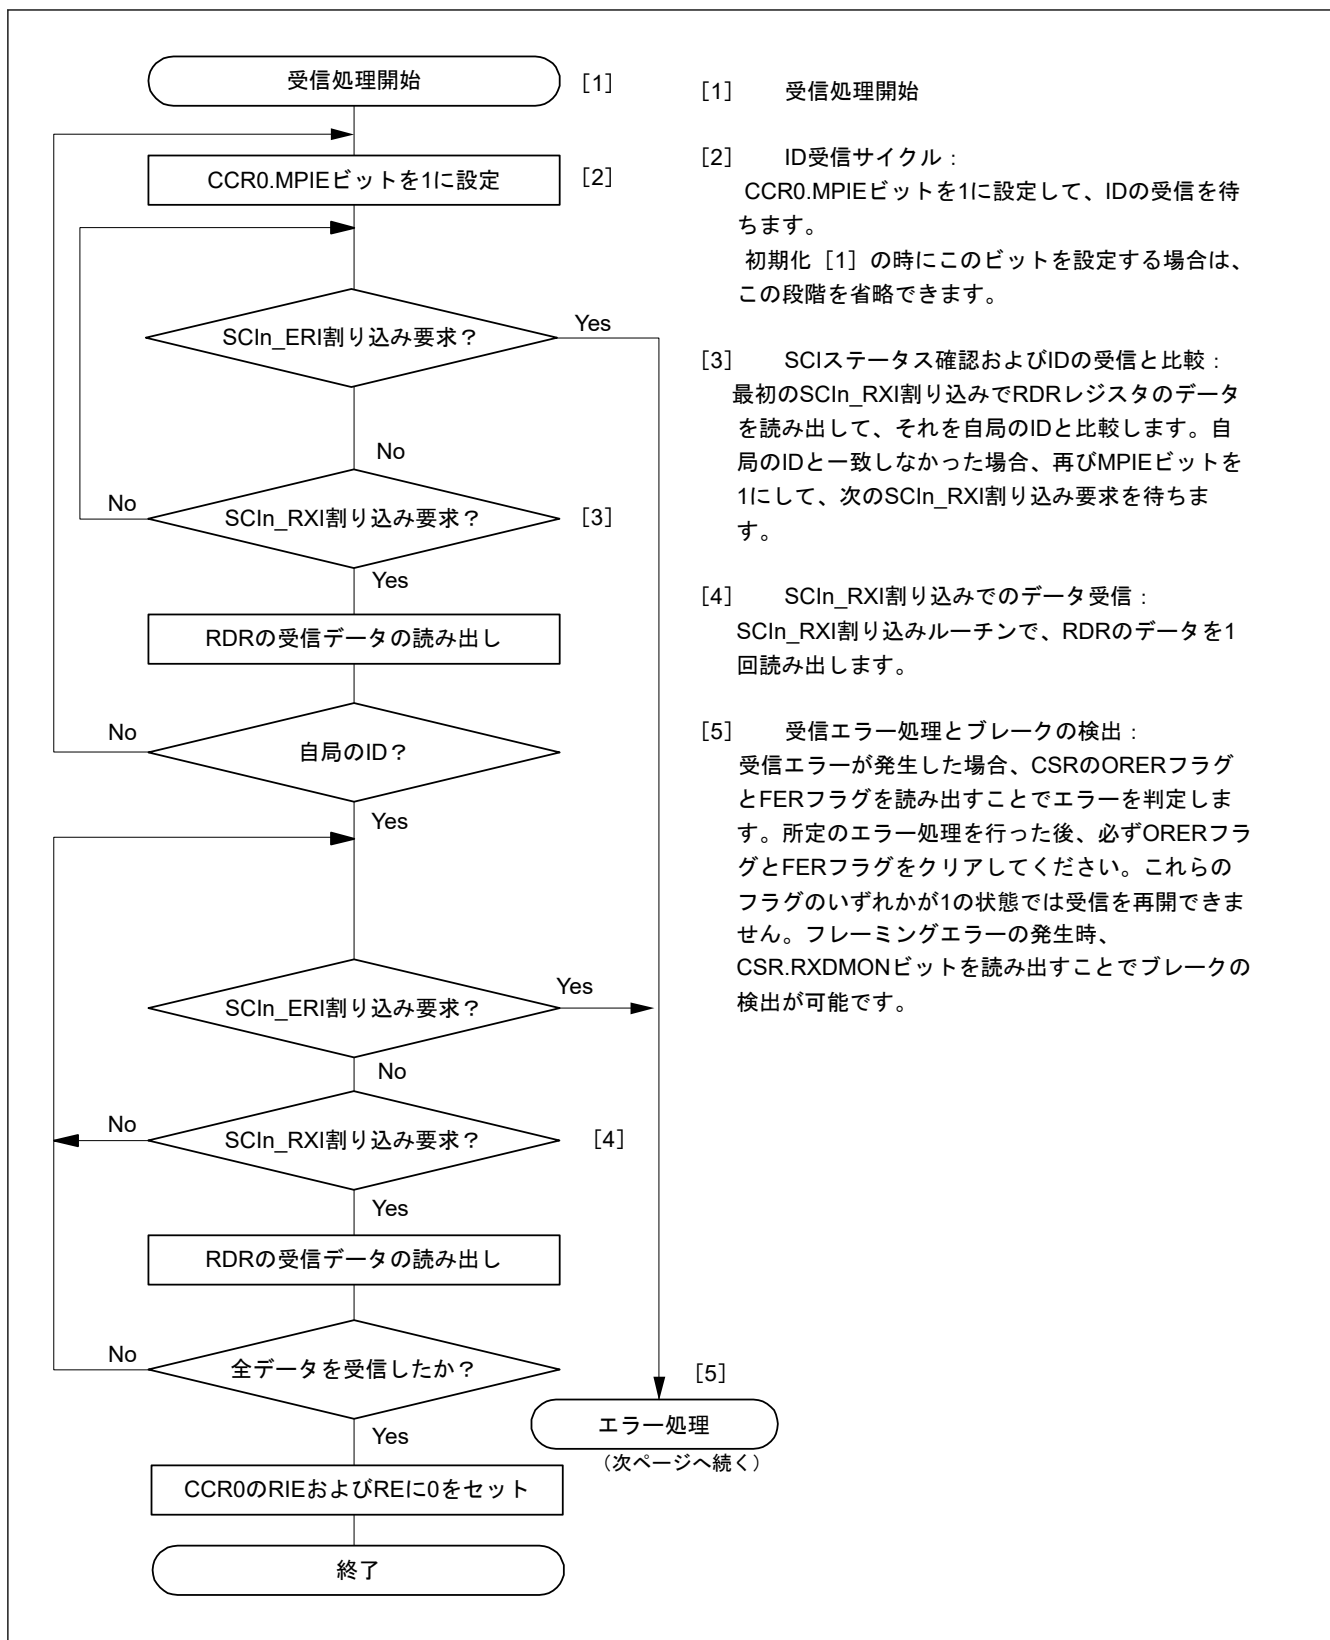 受信処理開始
[1]
CCR0.MPIEビットを1に設定
[2]
SCIn_ERI割り込み要求？
Yes
No
No
SCIn_RXI割り込み要求？
[3]
Yes
RDRの受信データの読み出し
No
自局のID？
Yes
SCIn_ERI割り込み要求？
Yes
No
No
SCIn_RXI割り込み要求？
[4]
Yes
RDRの受信データの読み出し
No
全データを受信したか？
[5]
Yes
エラー処理
（次ページへ続く）
CCR0のRIEおよびREに0をセット
終了
[1] 受信処理開始
[2] ID受信サイクル：
CCR0.MPIEビットを1に設定して、IDの受信を待
ちます。
初期化［1］の時にこのビットを設定する場合は、
この段階を省略できます。
[3] SCIステータス確認およびIDの受信と比較：
最初のSCIn_RXI割り込みでRDRレジスタのデータ
を読み出して、それを自局のIDと比較します。自
局のIDと一致しなかった場合、再びMPIEビットを
1にして、次のSCIn_RXI割り込み要求を待ちま
す。
[4] SCIn_RXI割り込みでのデータ受信：
SCIn_RXI割り込みルーチンで、RDRのデータを1
回読み出します。
[5] 受信エラー処理とブレークの検出：
受信エラーが発生した場合、CSRのORERフラグ
とFERフラグを読み出すことでエラーを判定しま
す。所定のエラー処理を行った後、必ずORERフラ
グとFERフラグをクリアしてください。これらの
フラグのいずれかが1の状態では受信を再開できま
せん。フレーミングエラーの発生時、
CSR.RXDMONビットを読み出すことでブレークの
検出が可能です。